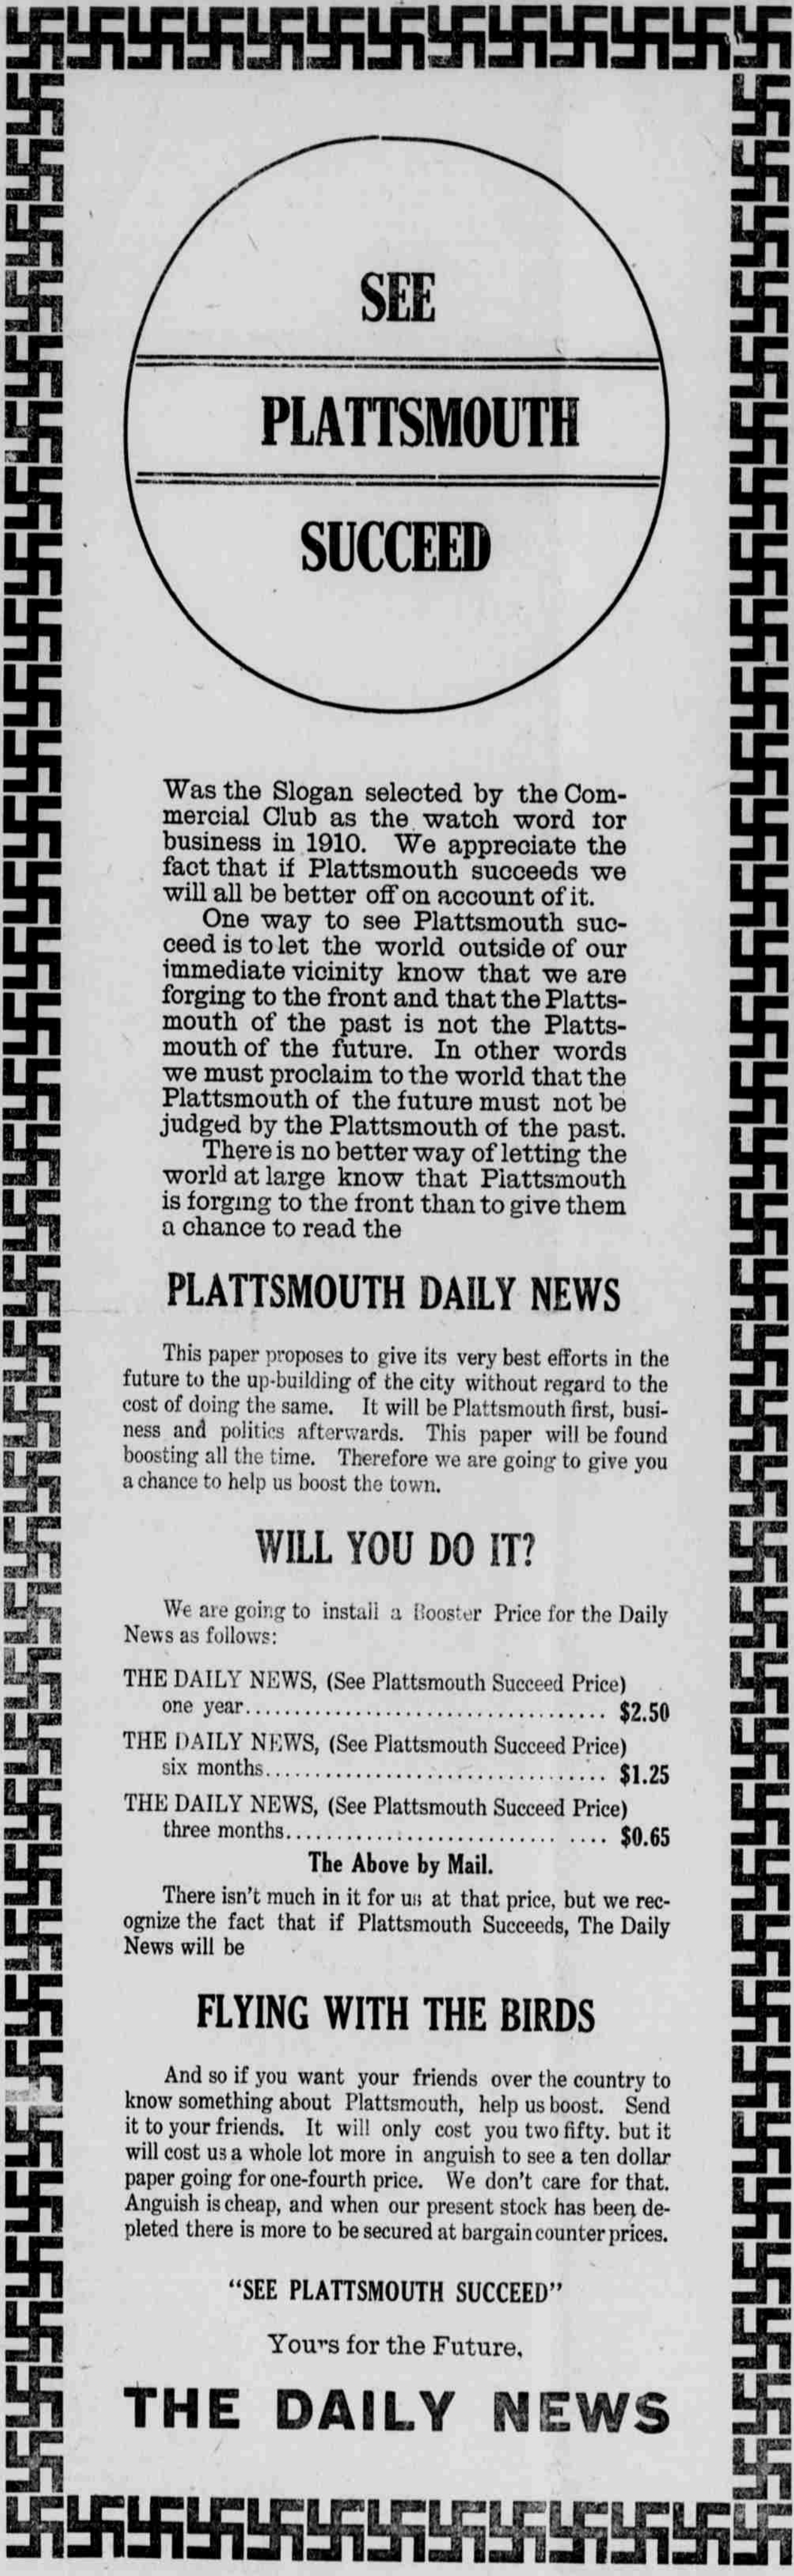 SEE
PLATTSMOUTH
SUCCEED
Was the Slogan selected by the Com-
mercial Club as the watch word tor
business in 1910. We appreciate the
fact that if Plattsmouth succeeds we
will all be better off on account of it.
One way to see Plattsmouth suc-
ceed is to let the world outside of our
immediate vicinity know that we are
forging to the front and that the Platts-
mouth of the past is not the Platts-
mouth of the future. In other words
we must proclaim to the world that the
Plattsmouth of the future must not be
judged by the Plattsmouth of the past.
There is no better way of letting the
world at large know that Plattsmouth
is forging to the front than to give them
a chance to read the
PLATTSMOUTH DAILY NEWS
This paper proposes to give its very best efforts in the
future to the up-building of the city without regard to the
cost of doing the same. It will be Plattsmouth first, busi-
ness and politics afterwards. This paper will be found
boosting all the time. Therefore we are going to give you
a chance to help us boost the town.
WILL YOU DO IT?
We are going to install a Booster Price for the Daily
News as follows:
THE DAILY NEWS, (See Plattsmouth Succeed Price)
one year.................................... $2.50
THE DAILY NEWS, (See Plattsmouth Succeed Price)
six months.................................. $1.25
THE DAILY NEWS, (See Plattsmouth Succeed Price)
three months............................ .... $0.65
The Above by Mail.
There isn't much in it for us at that price, but we rec-
ognize the fact that if Plattsmouth Succeeds, The Daily
News will be
FLYING WITH THE BIRDS
And so if you want your friends over the country to
know something about Plattsmouth, help us boost. Send
it to your friends. It will only cost you two fifty. but it
will cost us a whole lot more in anguish to see a ten dollar
paper going for one-fourth price. We don't care for that.
Anguish is cheap, and when our present stock has been de-
pleted there is more to be secured at bargain counter prices.
"SEE PLATTSMOUTH SUCCEED"
Yours for the Future,
THE DAILY NEWS